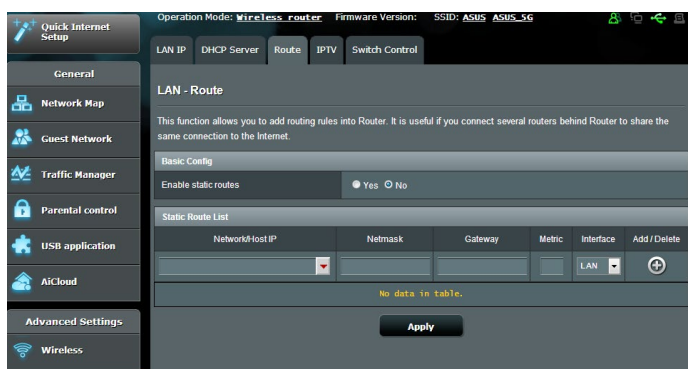 Quick Internet
Setup
Operation Mode: Wireless router Firmware Version: SSID: ASUS ASUS_5G
LAN IP DHCP Server Route IPTV Switch Control
General
Network Map
Guest Network
Traffic Manager
Parental control
USB application
AiCloud
Advanced Settings
Wireless
LAN - Route
This function allows you to add routing rules into Router. It is useful if you connect several routers behind Router to share the
same connection to the Internet.
Basic Config
Enable static routes Yes No
Static Route List
Network/Host IP Netmask Gateway Metric Interface Add / Delete
LAN
No data in table.
Apply